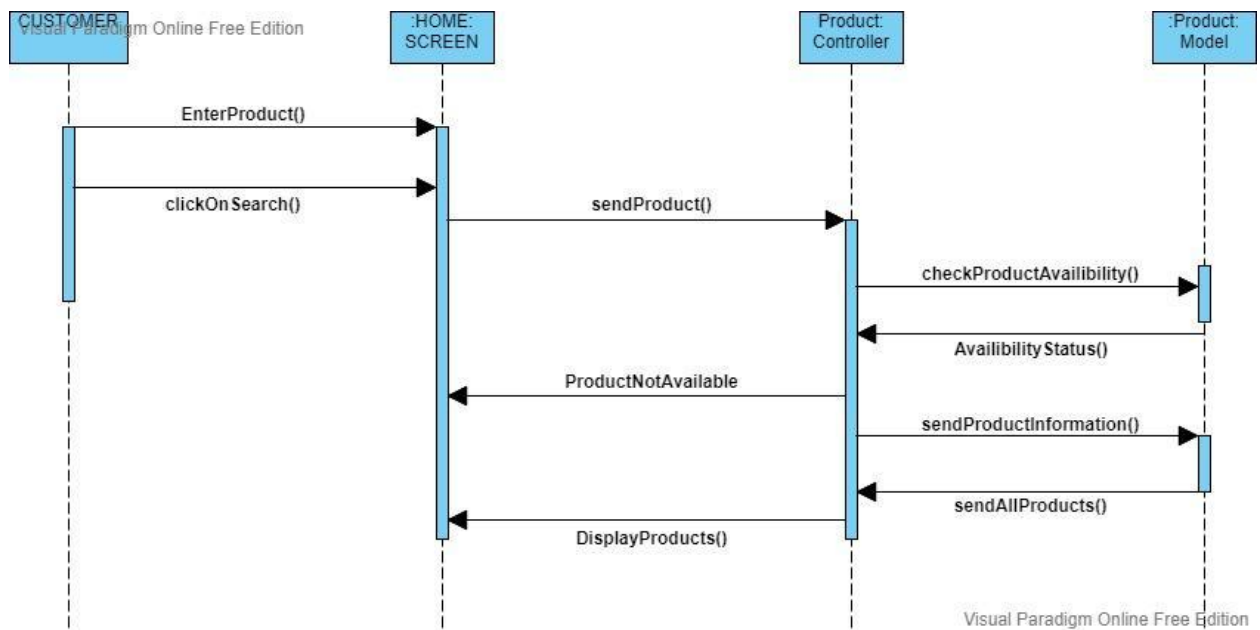 CUSTOMER
Visual Paradigm Online Free Edition
:HOME:
SCREEN
Product:
Controller
:Product:
Model
EnterProduct()
clickOnSearch()
sendProduct()
checkProductAvailibility()
AvailibilityStatus()
ProductNotAvailable
sendProductInformation()
sendAllProducts()
DisplayProducts()
Visual Paradigm Online Free Edition